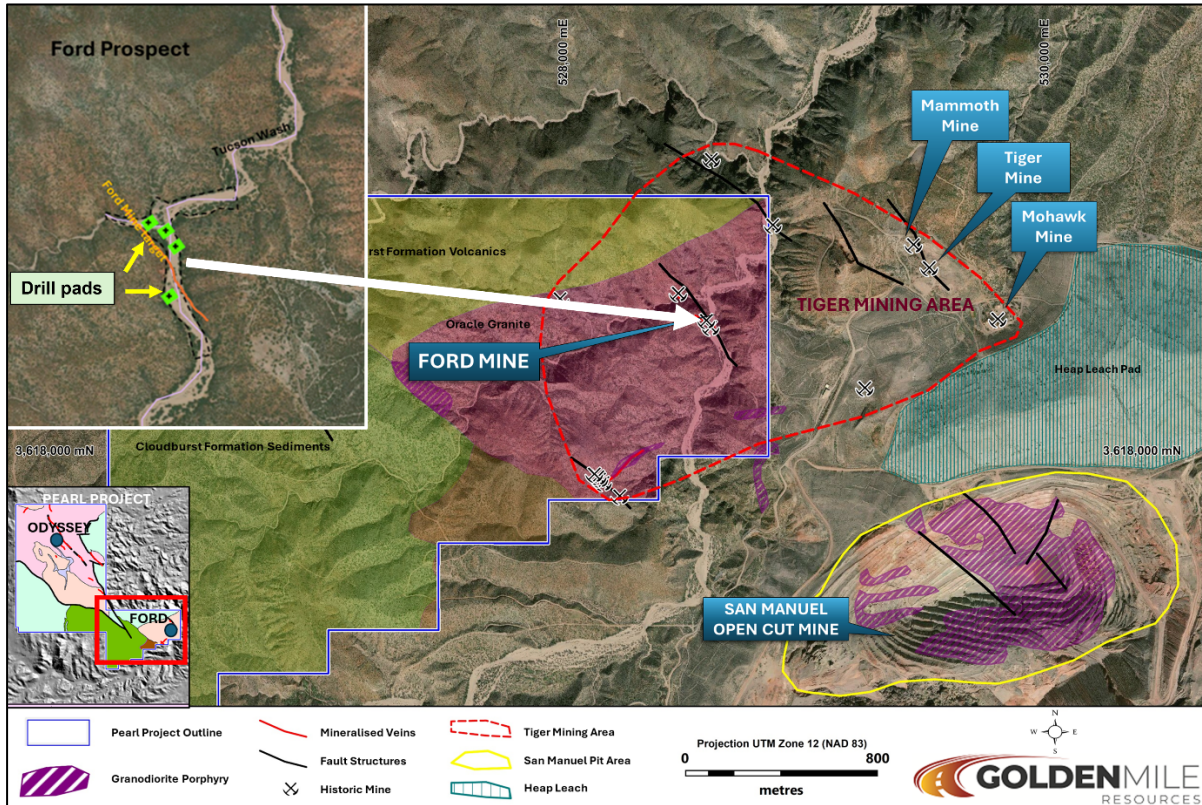 Ford Prospect
Tucson Wash
Ford Mine target
Drill pads
528,000 mE
530,000 mE
Mammoth
Mine
Tiger
Mine
Mohawk
Mine
rst Formation Volcanics
TIGER MINING AREA
Oracle Granite
FORD MINE
Heap Leach Pad
Cloudburst Formation Sediments
3,618,000 mN
3,618,000 mN
PEARL PROJECT
ODYSSEY
FORD
SAN MANUEL
OPEN CUT MINE
Pearl Project Outline
Granodiorite Porphyry
Mineralised Veins
Fault Structures
Historic Mine
Tiger Mining Area
San Manuel Pit Area
Heap Leach
Projection UTM Zone 12 (NAD 83)
0 800
metres
N
W E
S
GOLDENMILE
RESOURCES